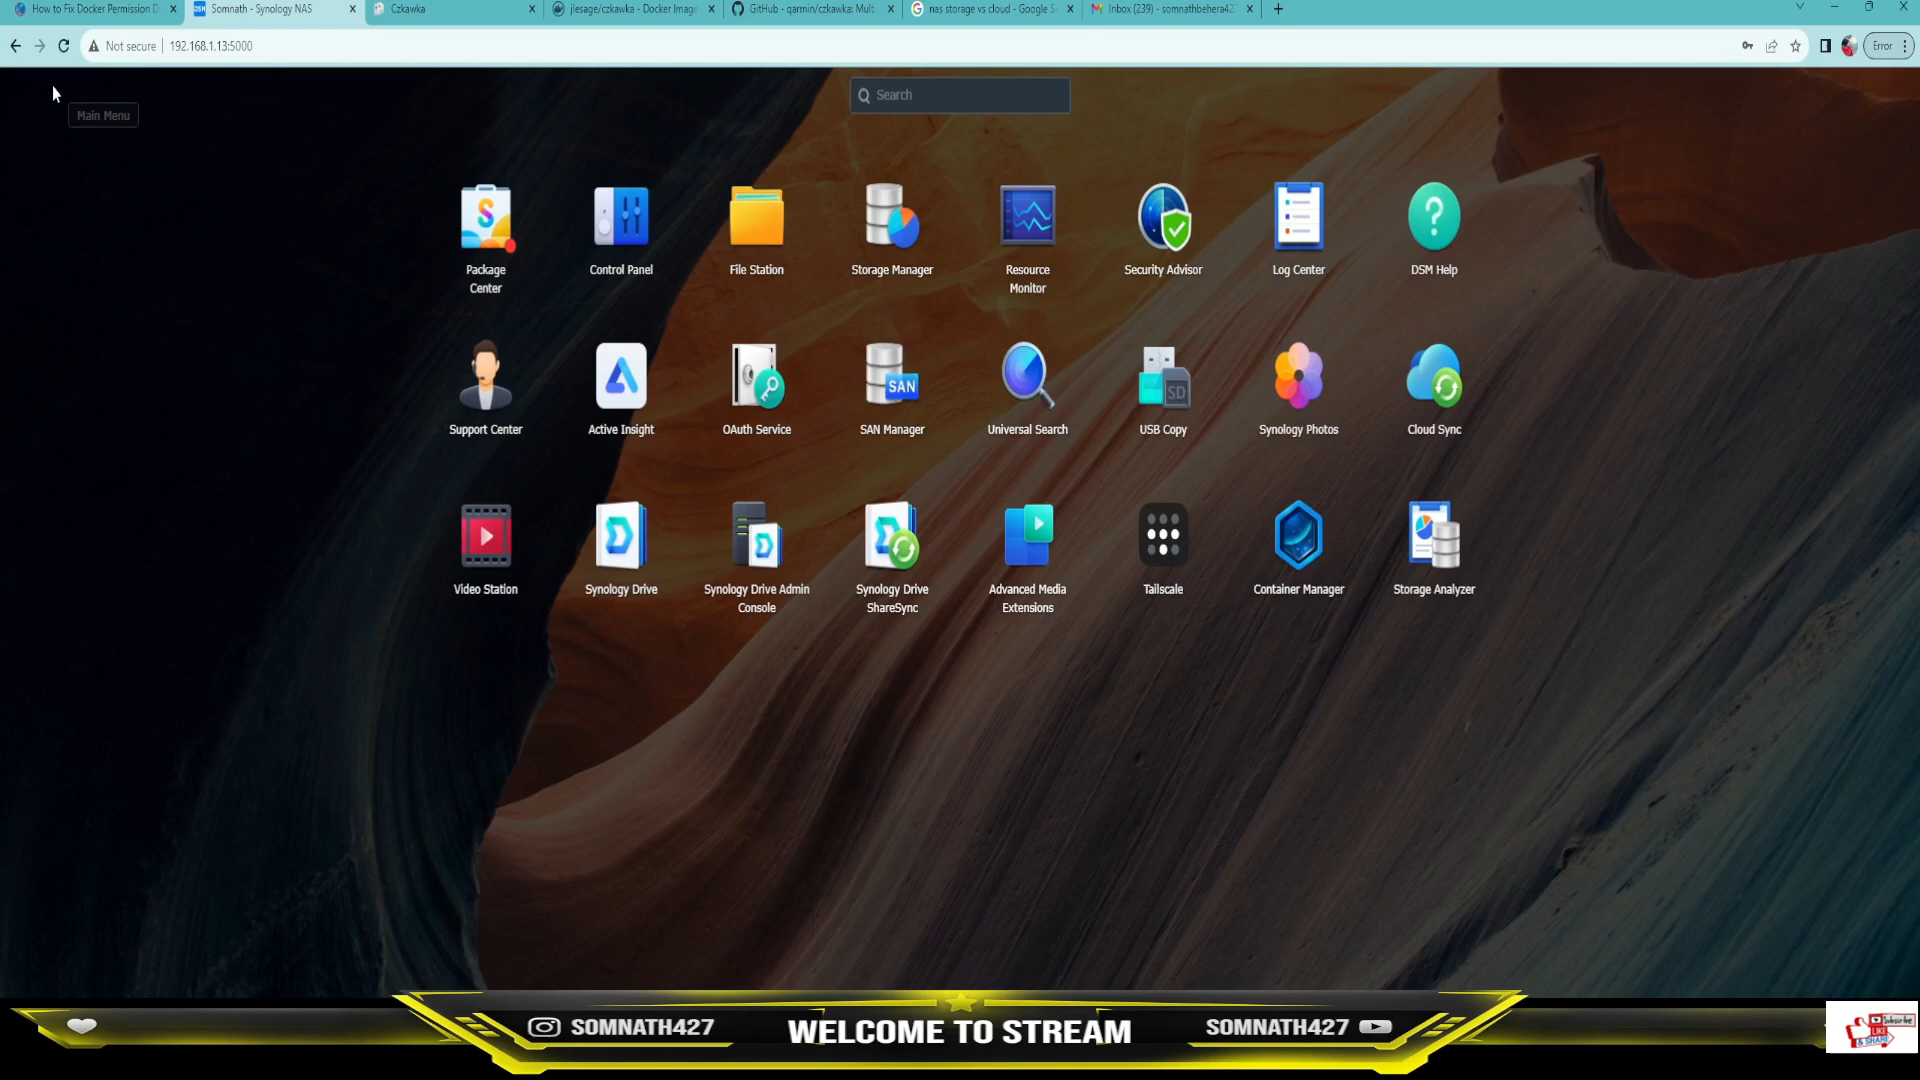 How to Fix Docker Permission D
Somnath - Synology NAS
Czkawka
jlesage/czkawka - Docker Image
GitHub - qarmin/czkawka: Mult
nas storage vs cloud - Google S
Inbox (239) - somnathbehera427
Not secure
192.168.1.13:5000
Error
Main Menu
Search
Package Center
Control Panel
File Station
Storage Manager
Resource Monitor
Security Advisor
Log Center
DSM Help
Support Center
Active Insight
OAuth Service
SAN
SAN Manager
Universal Search
SD
USB Copy
Synology Photos
Cloud Sync
Video Station
Synology Drive
Synology Drive Admin Console
Synology Drive ShareSync
Advanced Media Extensions
Tailscale
Container Manager
Storage Analyzer
SOMNATH427
WELCOME TO STREAM
SOMNATH427
Subscribe
LIKE
& SHARE